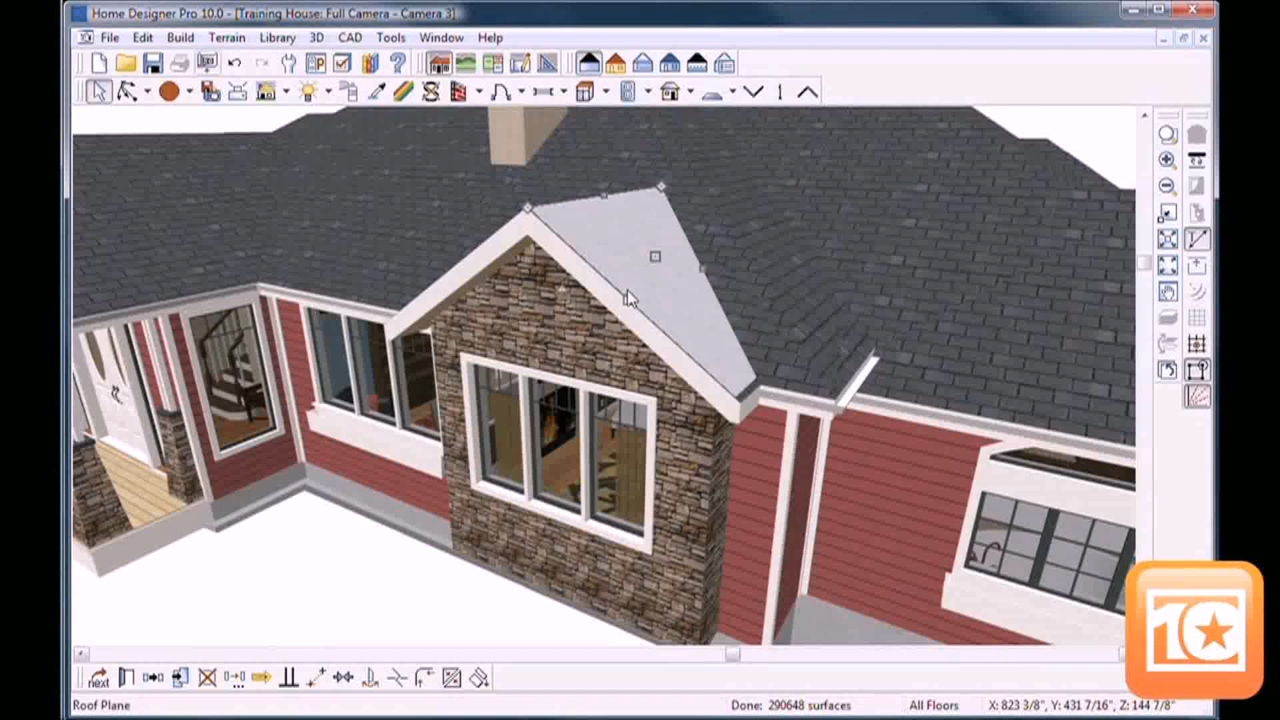 Home Designer Pro 10.0 - [Training House: Full Camera - Camera 3]
File Edit Build Terrain Library 3D CAD Tools Window Help
next
Roof Plane Done: 290648 surfaces All Floors X: 823 3/8", Y: 431 7/16", Z: 144 7/8"
10